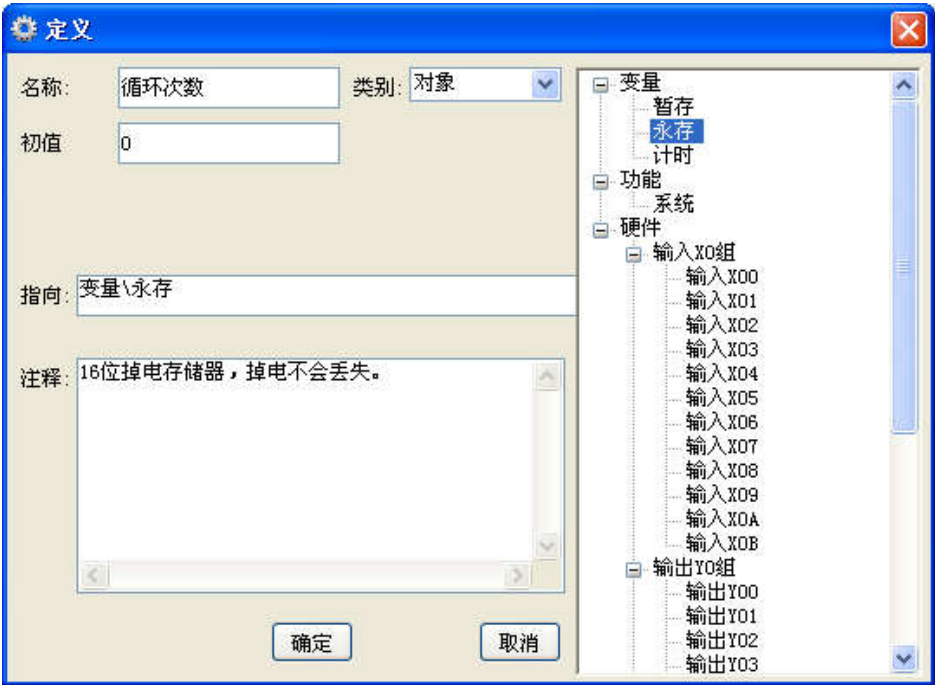 定义
名称: 循环次数 类别: 对象
初值 0
指向: 变量\永存
注释: 16位掉电存储器，掉电不会丢失。
确定 取消
变量
暂存
永存
计时
功能
系统
硬件
输入X0组
输入X00
输入X01
输入X02
输入X03
输入X04
输入X05
输入X06
输入X07
输入X08
输入X09
输入X0A
输入X0B
输出Y0组
输出Y00
输出Y01
输出Y02
输出Y03